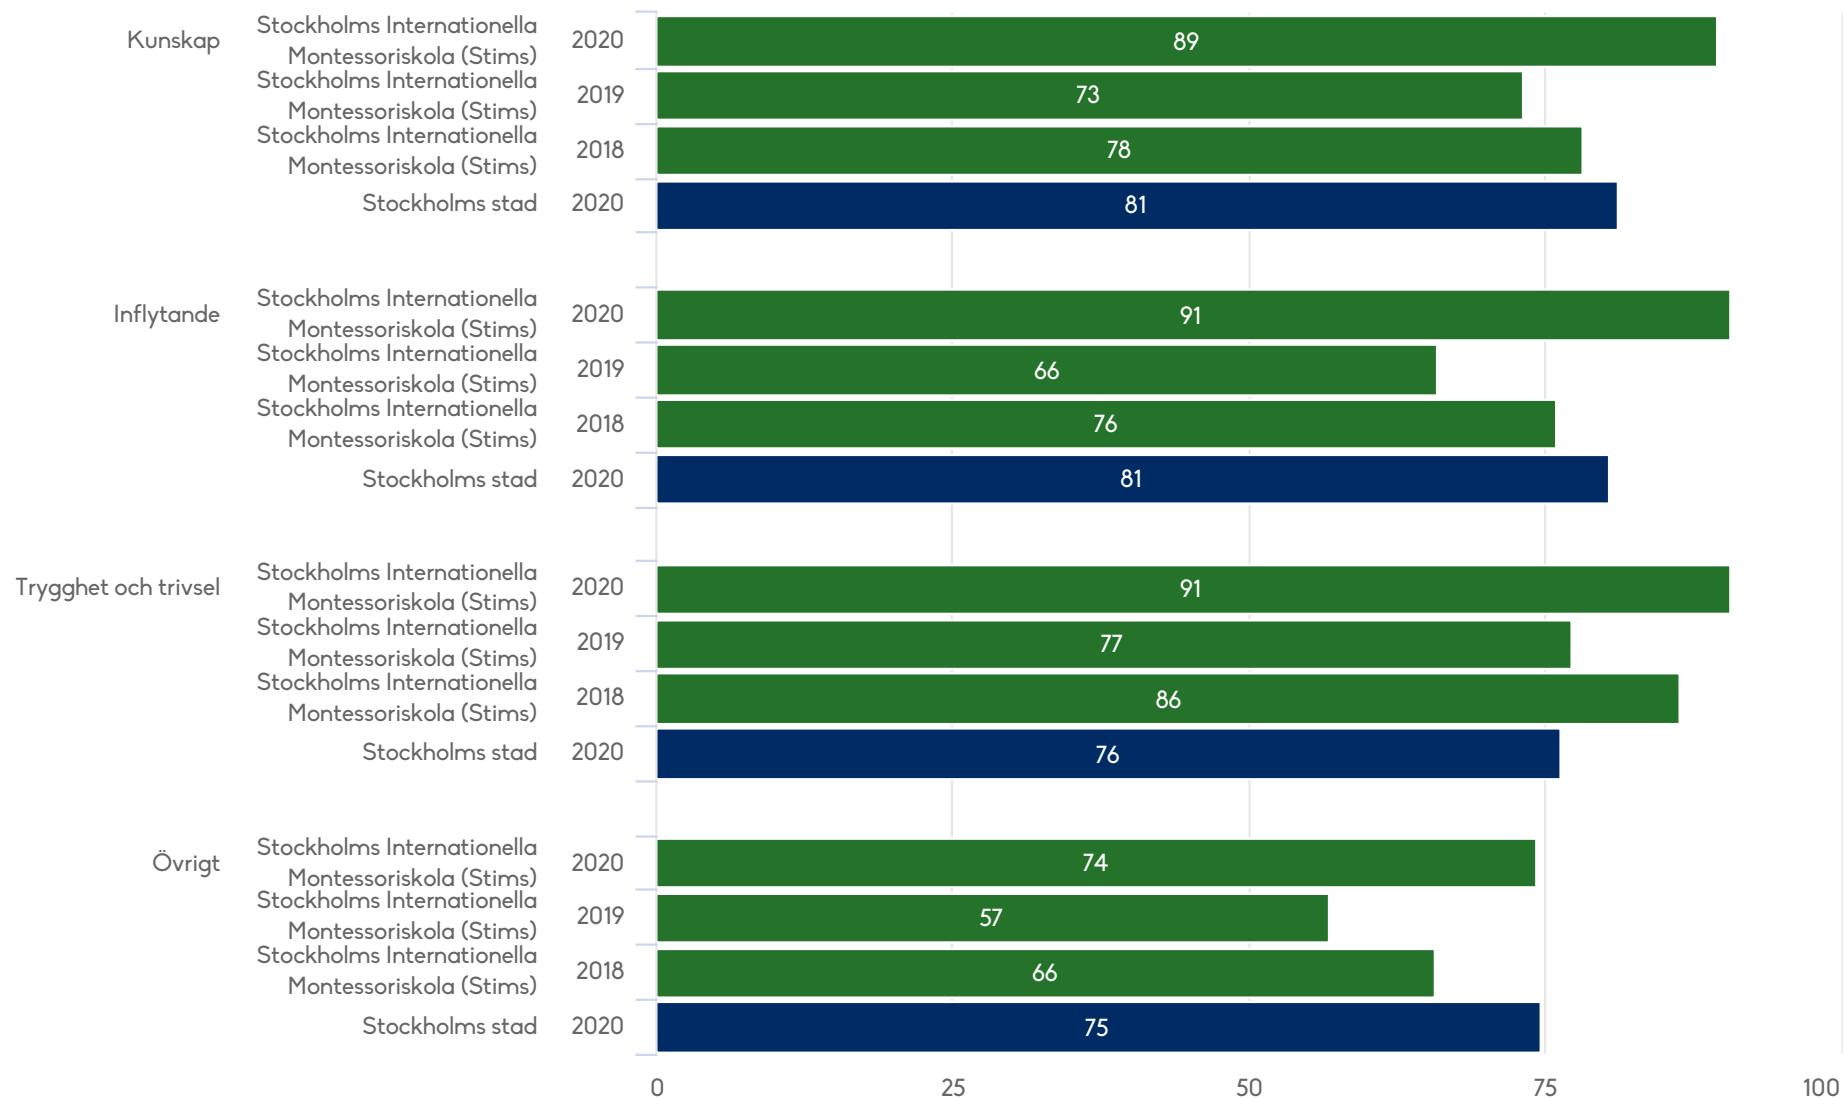 Kunskap
Stockholms Internationella
Montessoriskola (Stims)
2020
89
Stockholms Internationella
Montessoriskola (Stims)
2019
73
Stockholms Internationella
Montessoriskola (Stims)
2018
78
Stockholms stad
2020
81
Inflytande
Stockholms Internationella
Montessoriskola (Stims)
2020
91
Stockholms Internationella
Montessoriskola (Stims)
2019
66
Stockholms Internationella
Montessoriskola (Stims)
2018
76
Stockholms stad
2020
81
Trygghet och trivsel
Stockholms Internationella
Montessoriskola (Stims)
2020
91
Stockholms Internationella
Montessoriskola (Stims)
2019
77
Stockholms Internationella
Montessoriskola (Stims)
2018
86
Stockholms stad
2020
76
Övrigt
Stockholms Internationella
Montessoriskola (Stims)
2020
74
Stockholms Internationella
Montessoriskola (Stims)
2019
57
Stockholms Internationella
Montessoriskola (Stims)
2018
66
Stockholms stad
2020
75
0 25 50 75 100